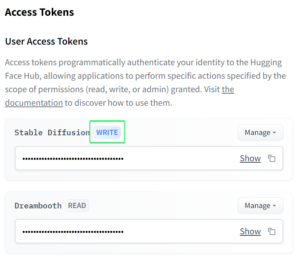 Access Tokens
User Access Tokens
Access tokens programmatically authenticate your identity to the Hugging
Face Hub, allowing applications to perform specific actions specified by the
scope of permissions (read, write, or admin) granted. Visit the
documentation to discover how to use them.
Stable Diffusion WRITE Manage
•••••••••••••••••••••••••••••••••••• Show
Dreambooth READ Manage
•••••••••••••••••••••••••••••••••••• Show